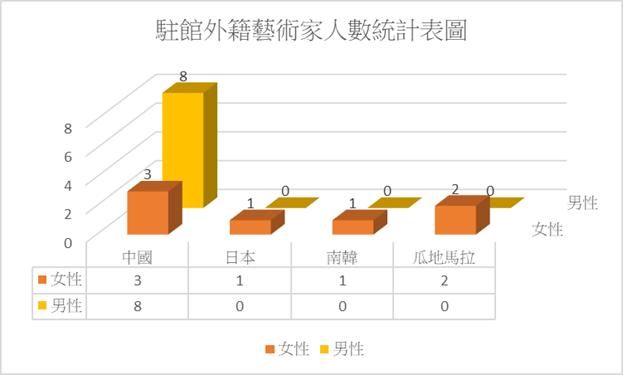 駐館外籍藝術家人數統計表圖
8
8
6
4
2
0
3
1
0
1
0
2
0
男性
女性
中國 日本 南韓 瓜地馬拉
女性 3 1 1 2
男性 8 0 0 0
女性 男性